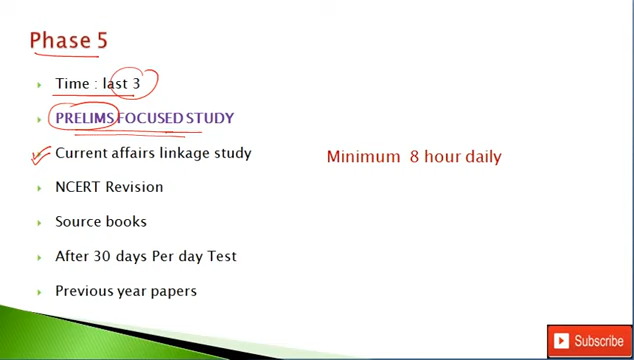 Phase 5
Time : last 3
PRELIMS FOCUSED STUDY
Current affairs linkage study
Minimum 8 hour daily
NCERT Revision
Source books
After 30 days Per day Test
Previous year papers
Subscribe